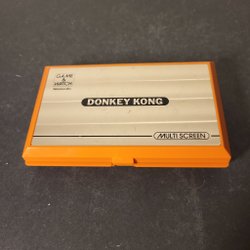 GAME &
WATCH
DONKEY KONG
MULTI SCREEN